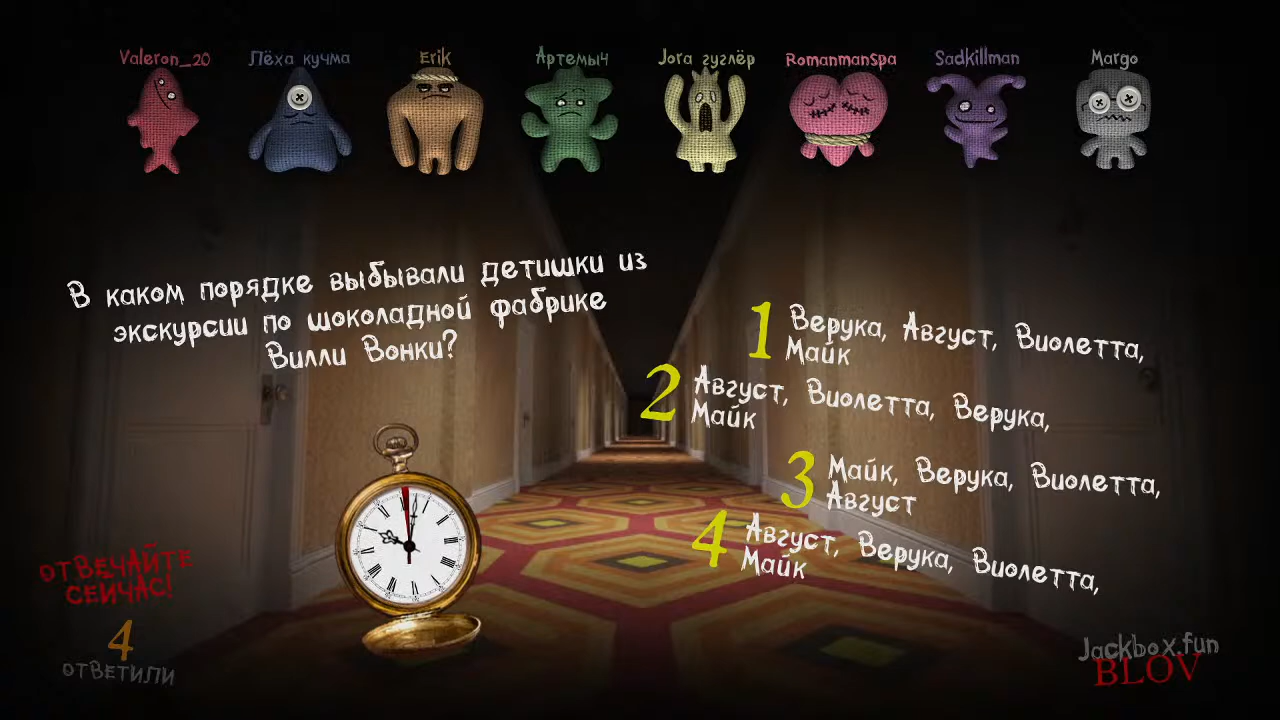 Valeron_20
Лёха кучма
Erik
Артемыч
Jora гуглёр
Romanmanspa
Sadkillman
Margo
В каком порядке выбывали детишки из
экскурсии по шоколадной фабрике
Вилли Вонки?
1 Верука, Август, Виолетта,
Майк
2 Август, Виолетта, Верука,
Майк
3 Майк, Верука, Виолетта,
Август
4 Август, Верука, Виолетта,
Майк
ОТВЕЧАЙТЕ
СЕЙЧАС!
4
ОТВЕТИЛИ
Jackbox.fun
BLOV